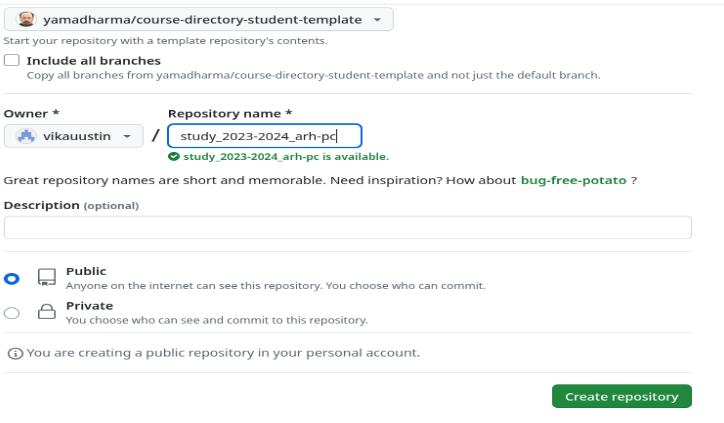 yamadharma/course-directory-student-template
Start your repository with a template repository's contents.
Include all branches
Copy all branches from yamadharma/course-directory-student-template and not just the default branch.
Owner * Repository name *
vikauustin / study_2023-2024_arh-pc
study_2023-2024_arh-pc is available.
Great repository names are short and memorable. Need inspiration? How about bug-free-potato ?
Description (optional)
Public
Anyone on the internet can see this repository. You choose who can commit.
Private
You choose who can see and commit to this repository.
You are creating a public repository in your personal account.
Create repository